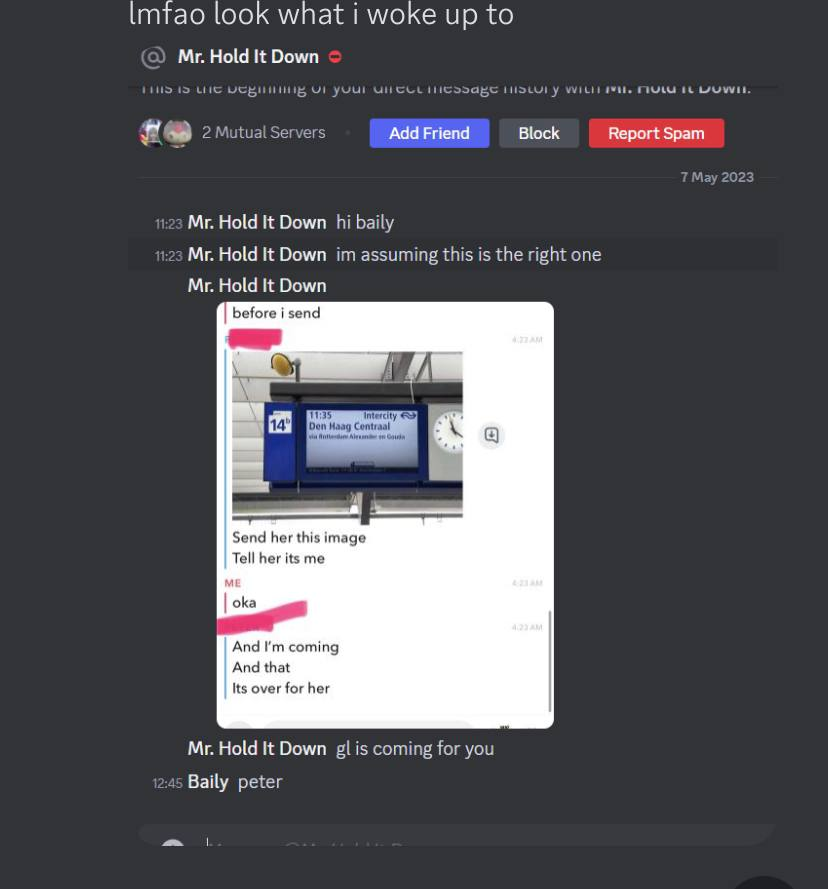 lmfao look what i woke up to
Mr. Hold It Down
This is the beginning of your direct message history with Mr. Hold It Down.
2 Mutual Servers
Add Friend
Block
Report Spam
7 May 2023
11:23 Mr. Hold It Down hi baily
11:23 Mr. Hold It Down im assuming this is the right one
Mr. Hold It Down
before i send
4:23 AM
14b
11:35 Intercity
Den Haag Centraal
via Rotterdam Alexander en Gouda
Send her this image
Tell her its me
ME 4:23 AM
oka
4:23 AM
And I'm coming
And that
Its over for her
Mr. Hold It Down gl is coming for you
12:45 Baily peter